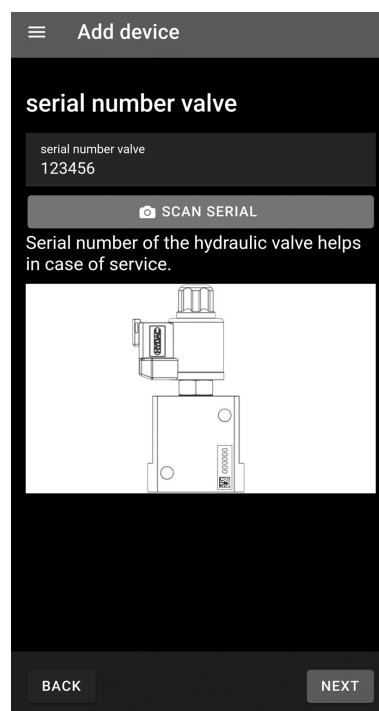 Add device
serial number valve
serial number valve
123456
SCAN SERIAL
Serial number of the hydraulic valve helps
in case of service.
000000
BACK
NEXT